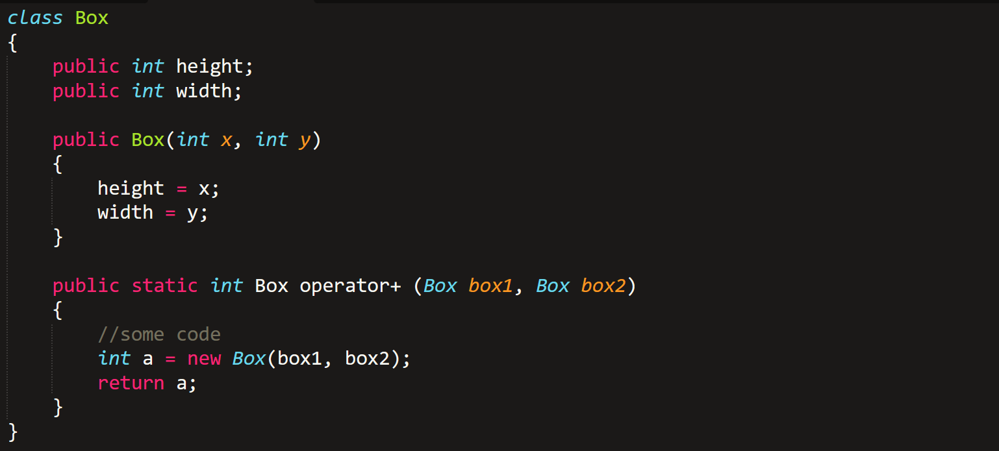 class Box
{
    public int height;
    public int width;

    public Box(int x, int y)
    {
        height = x;
        width = y;
    }

    public static int Box operator+ (Box box1, Box box2)
    {
        //some code
        int a = new Box(box1, box2);
        return a;
    }
}